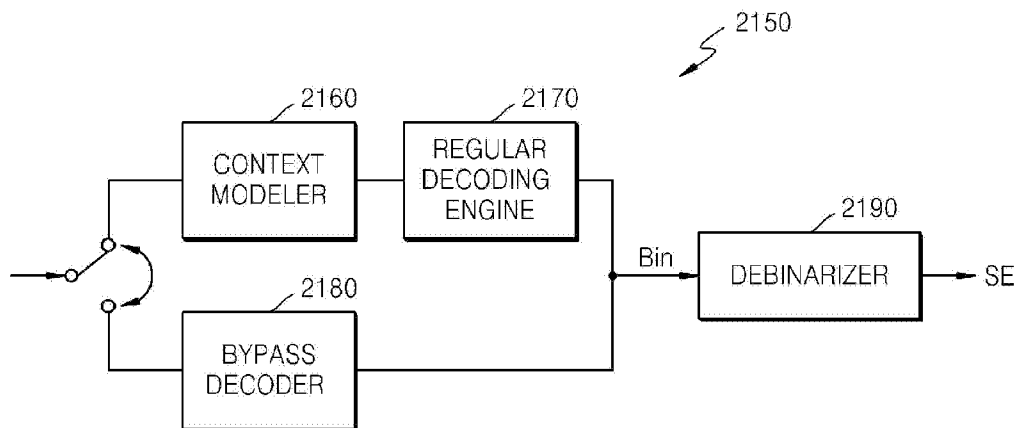 2150
2160
CONTEXT
MODELER
2170
REGULAR
DECODING
ENGINE
2180
BYPASS
DECODER
Bin
2190
DEBINARIZER
SE